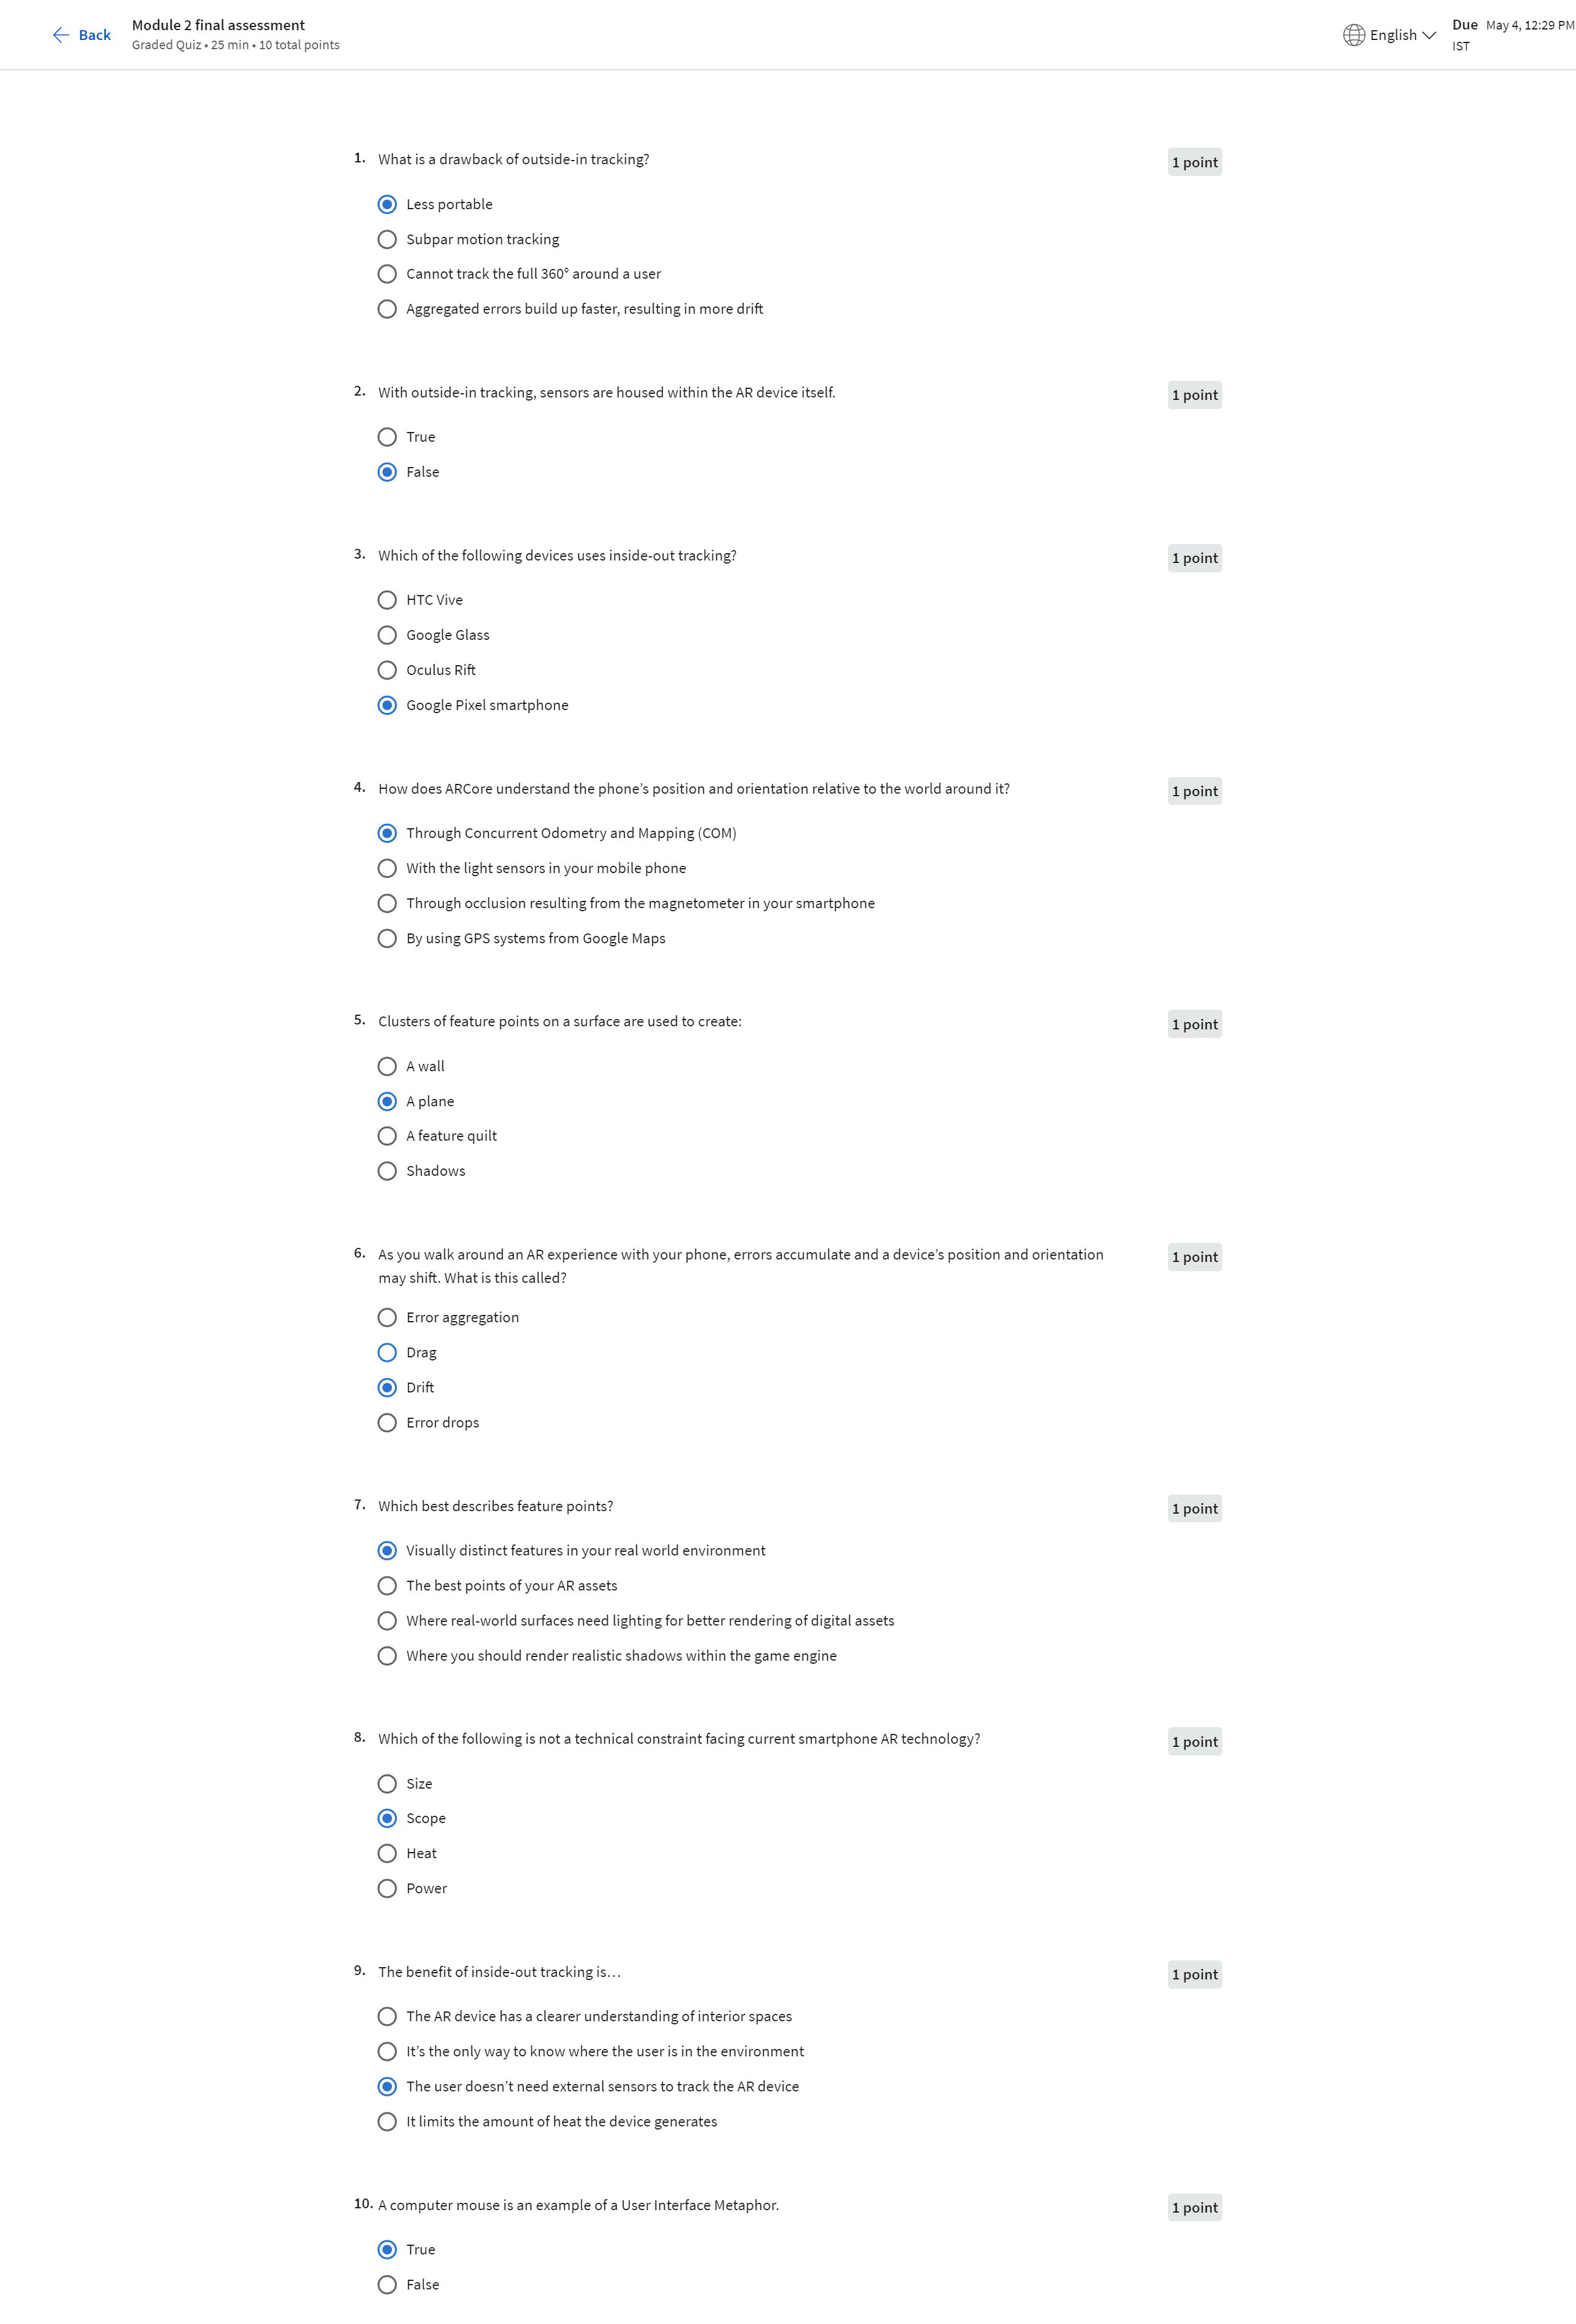 Back
Module 2 final assessment
Graded Quiz • 25 min • 10 total points
English
Due May 4, 12:29 PM
IST
1. What is a drawback of outside-in tracking?
1 point
Less portable
Subpar motion tracking
Cannot track the full 360° around a user
Aggregated errors build up faster, resulting in more drift
2. With outside-in tracking, sensors are housed within the AR device itself.
1 point
True
False
3. Which of the following devices uses inside-out tracking?
1 point
HTC Vive
Google Glass
Oculus Rift
Google Pixel smartphone
4. How does ARCore understand the phone’s position and orientation relative to the world around it?
1 point
Through Concurrent Odometry and Mapping (COM)
With the light sensors in your mobile phone
Through occlusion resulting from the magnetometer in your smartphone
By using GPS systems from Google Maps
5. Clusters of feature points on a surface are used to create:
1 point
A wall
A plane
A feature quilt
Shadows
6. As you walk around an AR experience with your phone, errors accumulate and a device’s position and orientation
may shift. What is this called?
1 point
Error aggregation
Drag
Drift
Error drops
7. Which best describes feature points?
1 point
Visually distinct features in your real world environment
The best points of your AR assets
Where real-world surfaces need lighting for better rendering of digital assets
Where you should render realistic shadows within the game engine
8. Which of the following is not a technical constraint facing current smartphone AR technology?
1 point
Size
Scope
Heat
Power
9. The benefit of inside-out tracking is…
1 point
The AR device has a clearer understanding of interior spaces
It’s the only way to know where the user is in the environment
The user doesn’t need external sensors to track the AR device
It limits the amount of heat the device generates
10. A computer mouse is an example of a User Interface Metaphor.
1 point
True
False